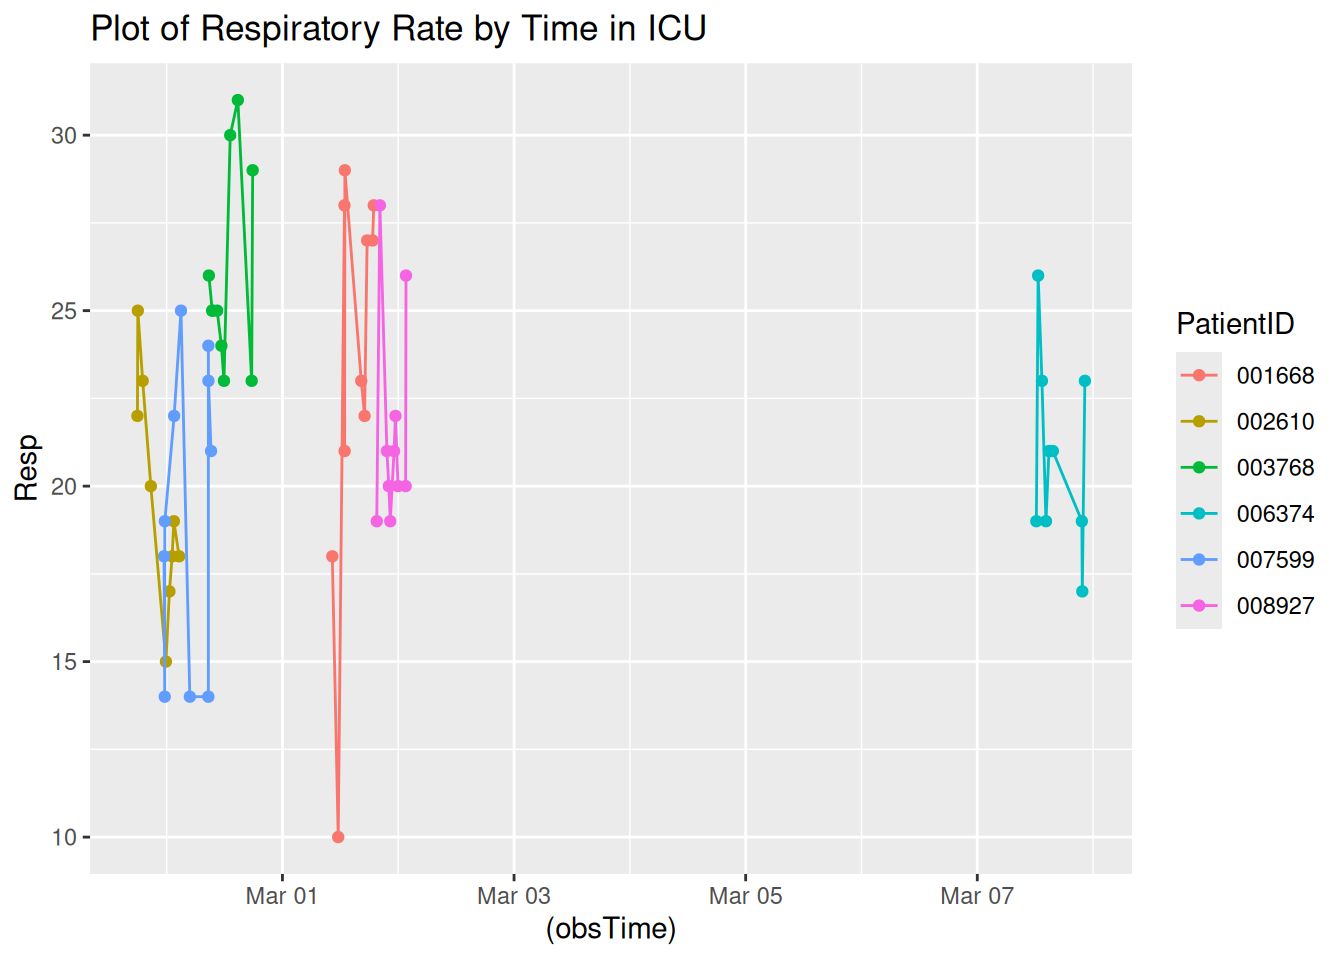 Plot of Respiratory Rate by Time in ICU
30
25
20
15
10
Resp
Mar 01
Mar 03
Mar 05
Mar 07
(obsTime)
PatientID
001668
002610
003768
006374
007599
008927